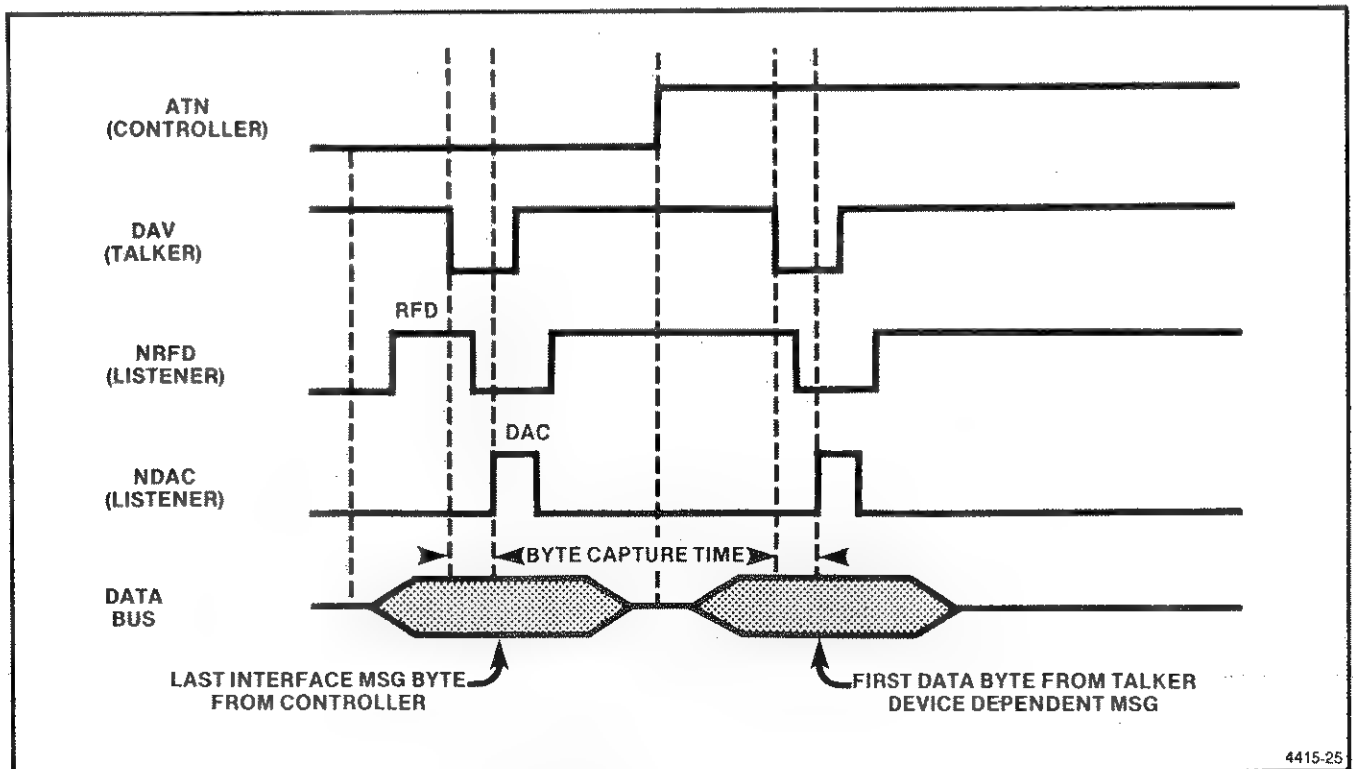 ATN
(CONTROLLER)
DAV
(TALKER)
RFD
NRFD
(LISTENER)
DAC
NDAC
(LISTENER)
BYTE CAPTURE TIME
DATA
BUS
LAST INTERFACE MSG BYTE
FROM CONTROLLER
FIRST DATA BYTE FROM TALKER
DEVICE DEPENDENT MSG
4415-25